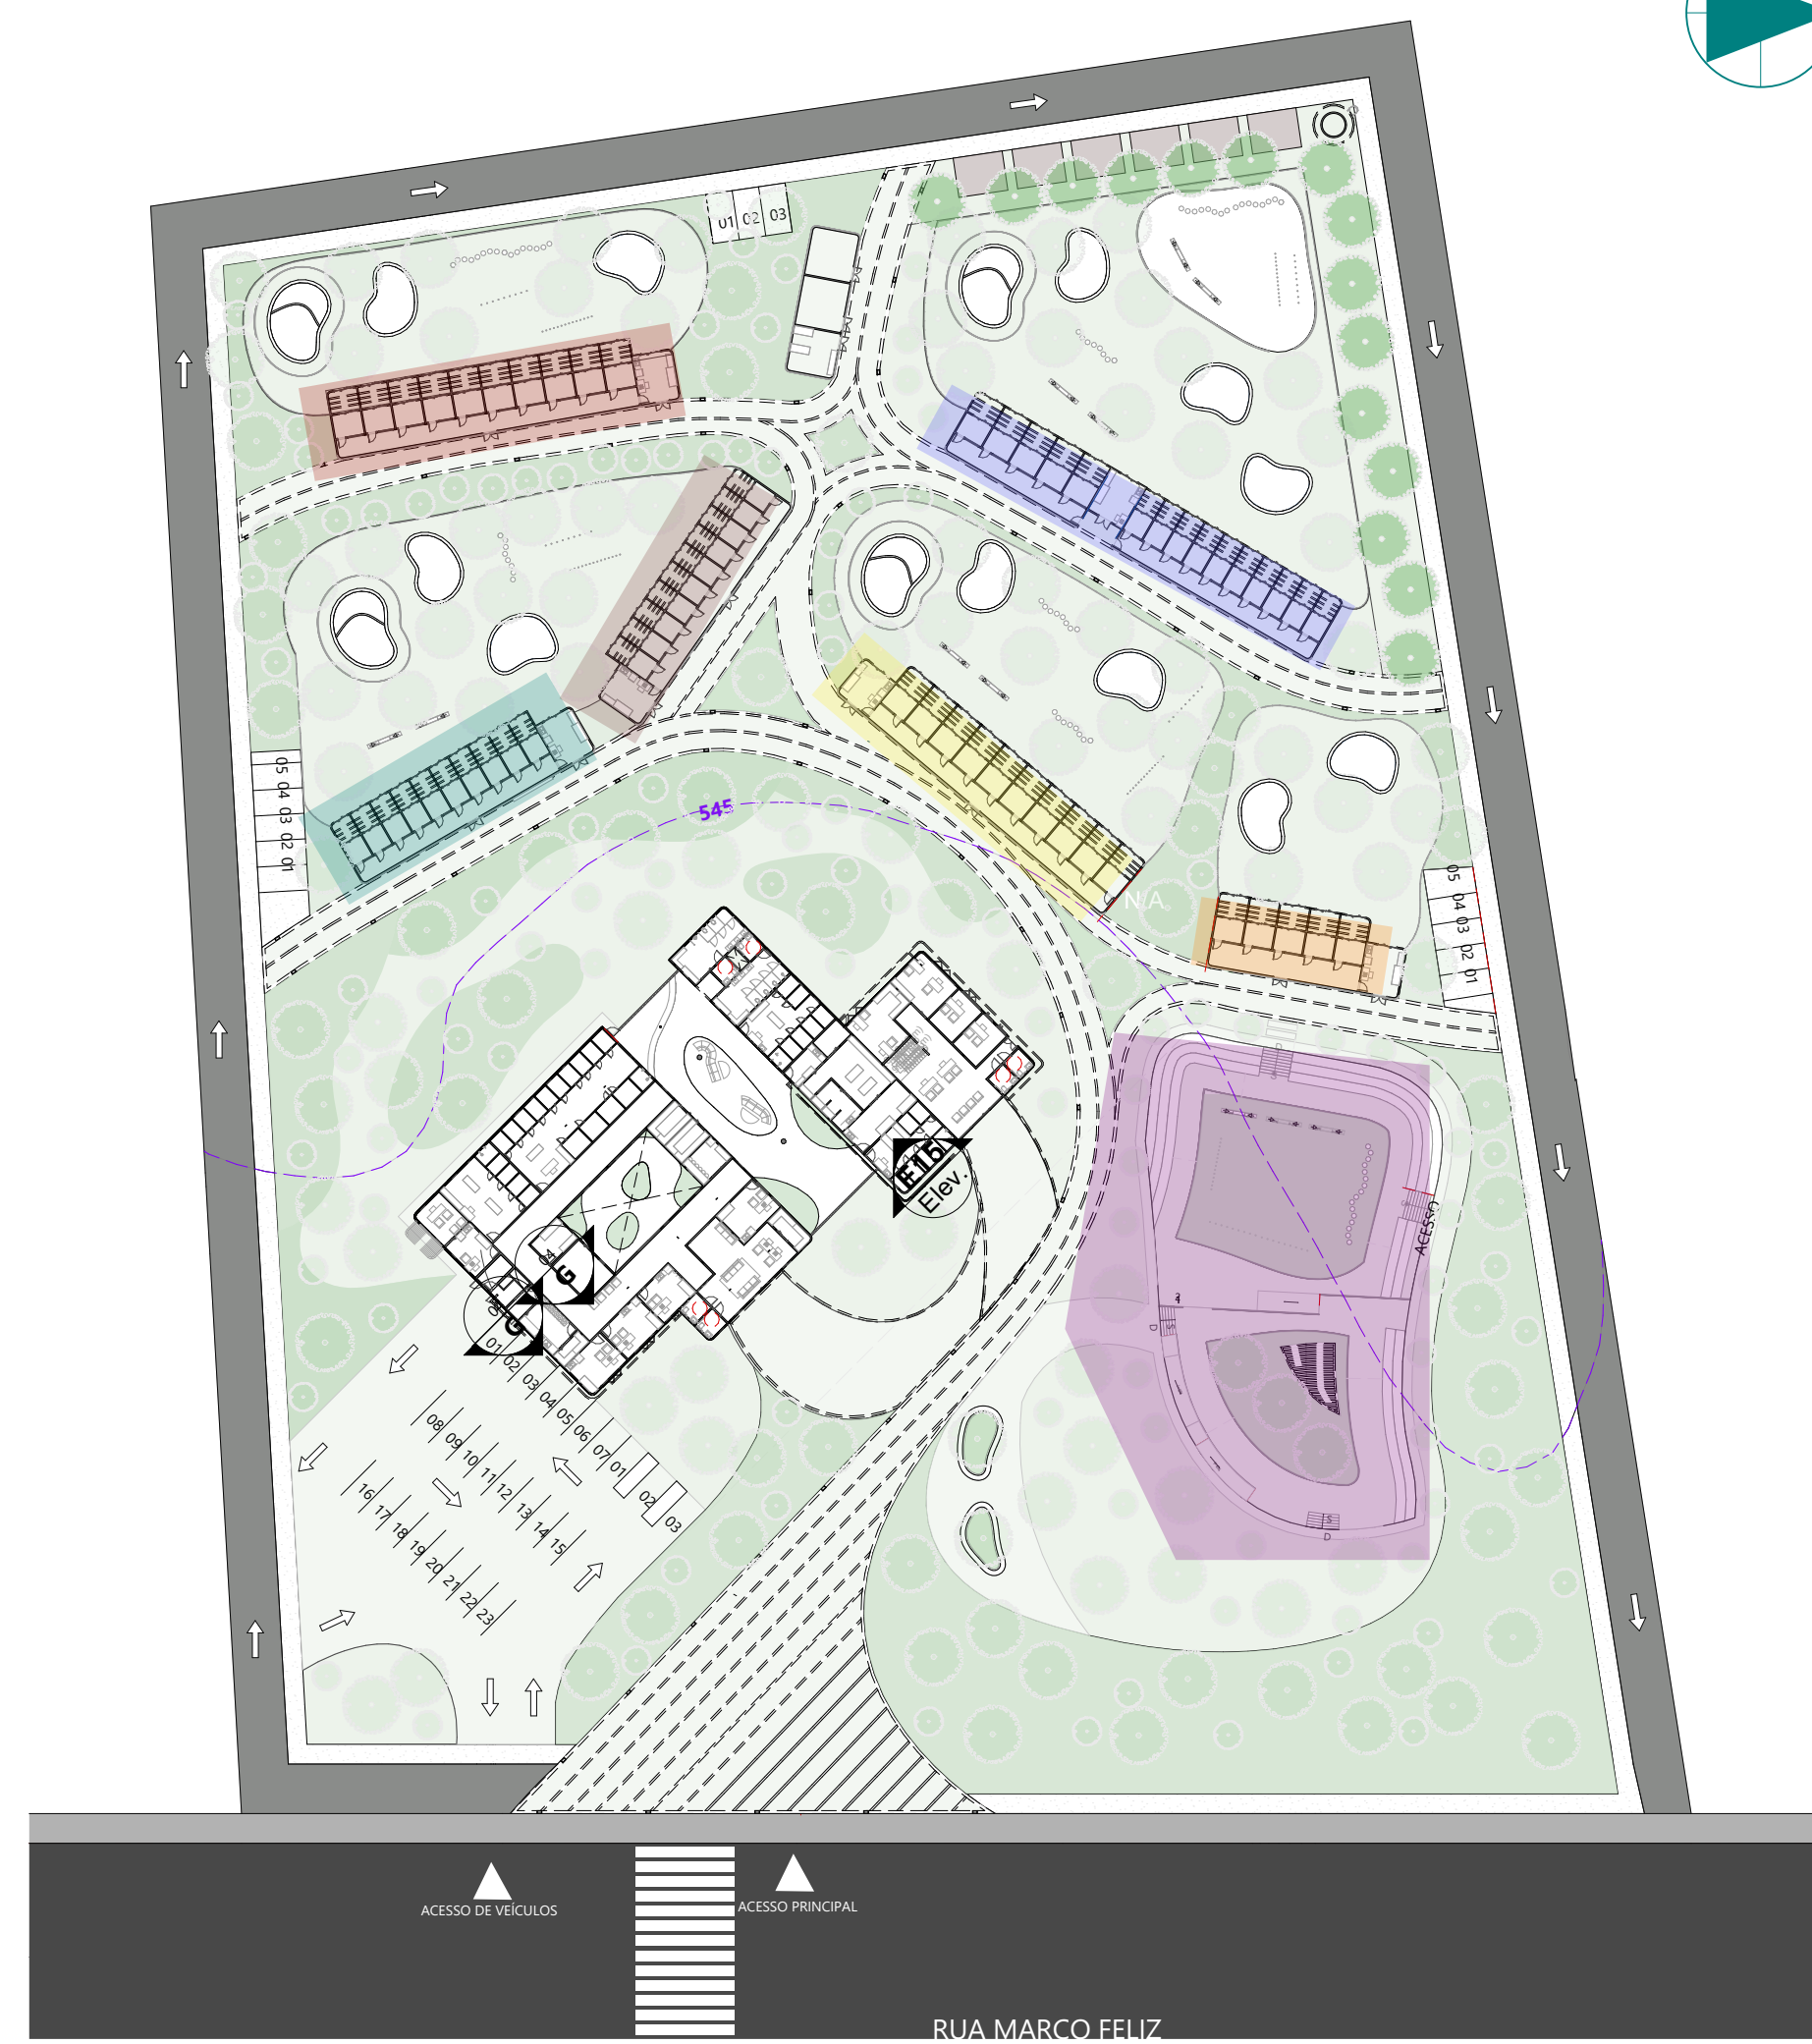 01 02 03
05 04 03 02 01
545
N/A
05 04 03 02 01
F15
Elev.
ACESSO
G
G
D
S
S
D
01 02 03 04 05 06 07 01 02 03
08 09 10 11 12 13 14 15
16 17 18 19 20 21 22 23
ACESSO DE VEÍCULOS
ACESSO PRINCIPAL
RUA MARCO FELIZ